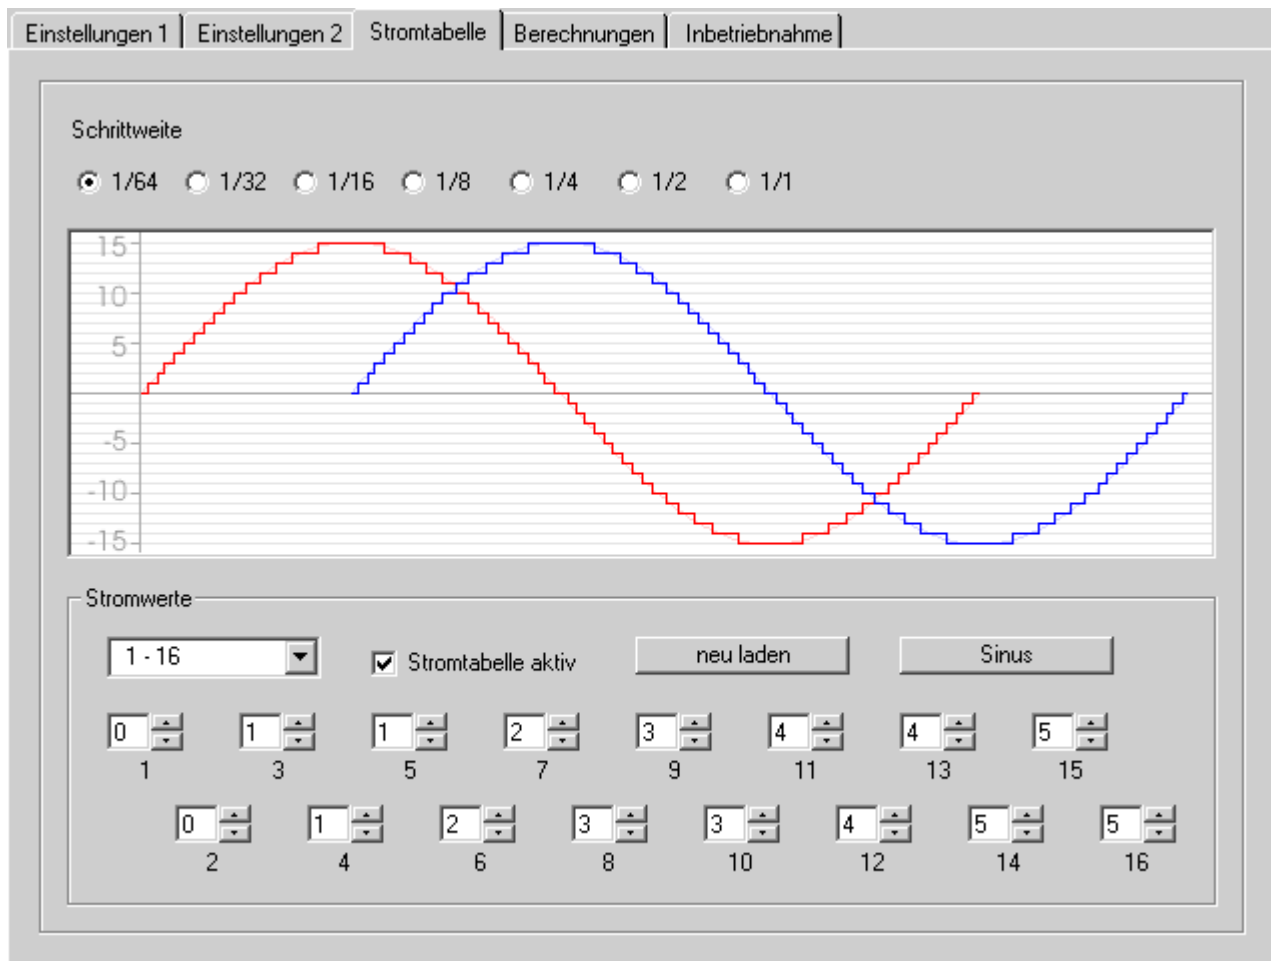 Einstellungen 1 Einstellungen 2 Stromtabelle Berechnungen Inbetriebnahme
Schrittweite
1/64 1/32 1/16 1/8 1/4 1/2 1/1
15
10
5
-5
-10
-15
Stromwerte
1 - 16 Stromtabelle aktiv neu laden Sinus
0 1 1 2 3 4 4 5
1 3 5 7 9 11 13 15
0 1 2 3 3 4 5 5
2 4 6 8 10 12 14 16